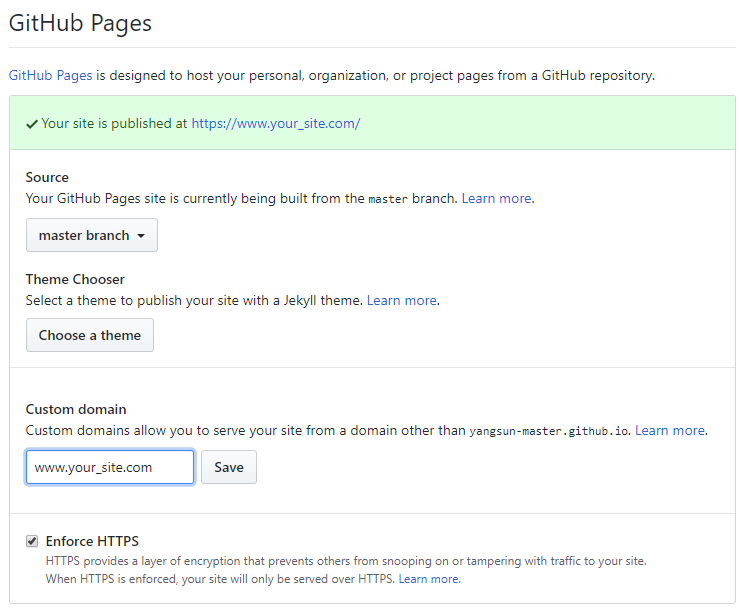 GitHub Pages
GitHub Pages is designed to host your personal, organization, or project pages from a GitHub repository.
Your site is published at https://www.your_site.com/
Source
Your GitHub Pages site is currently being built from the master branch. Learn more.
master branch
Theme Chooser
Select a theme to publish your site with a Jekyll theme. Learn more.
Choose a theme
Custom domain
Custom domains allow you to serve your site from a domain other than yangsun-master.github.io. Learn more.
www.your_site.com Save
Enforce HTTPS
HTTPS provides a layer of encryption that prevents others from snooping on or tampering with traffic to your site.
When HTTPS is enforced, your site will only be served over HTTPS. Learn more.